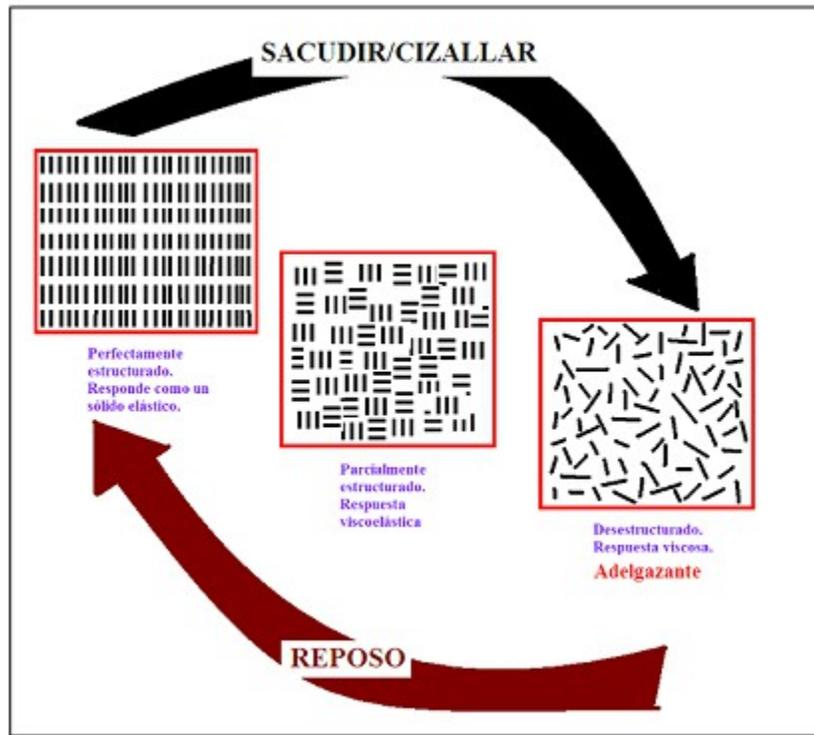 SACUDIR/CIZALLAR
Perfectamente
estructurado.
Responde como un
sólido elástico.
Parcialmente
estructurado.
Respuesta
viscoelástica
Desestructurado.
Respuesta viscosa.
Adelgazante
REPOSO